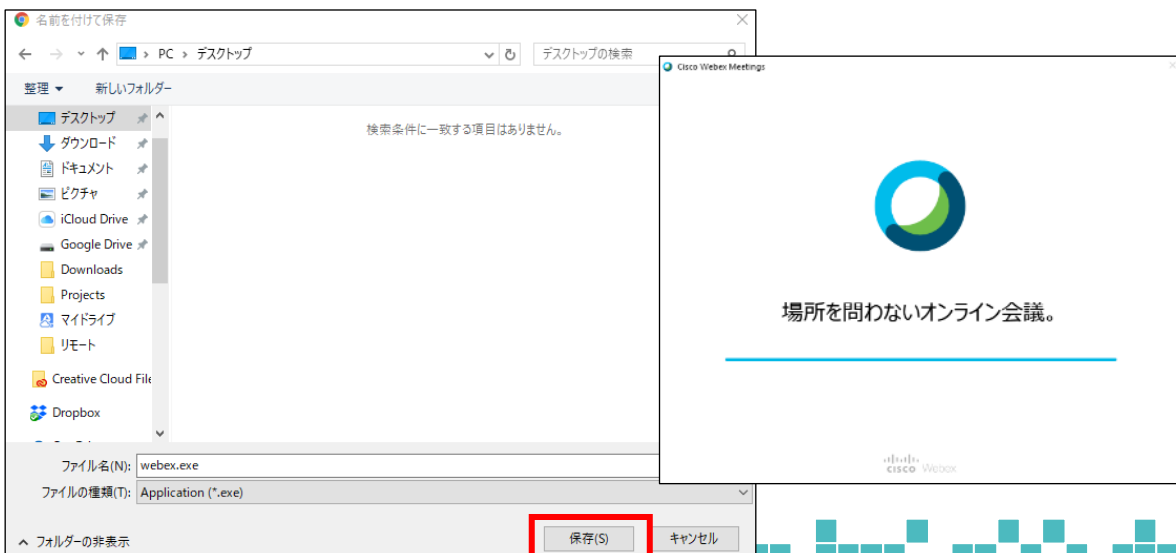 名前を付けて保存
PC › デスクトップ
デスクトップの検索
整理
新しいフォルダー
デスクトップ
ダウンロード
ドキュメント
ピクチャ
iCloud Drive
Google Drive
Downloads
Projects
マイドライブ
リモート
Creative Cloud File
Dropbox
検索条件に一致する項目はありません。
ファイル名(N): webex.exe
ファイルの種類(T): Application (*.exe)
フォルダーの非表示
保存(S)
キャンセル
Cisco Webex Meetings
場所を問わないオンライン会議。
cisco Webex